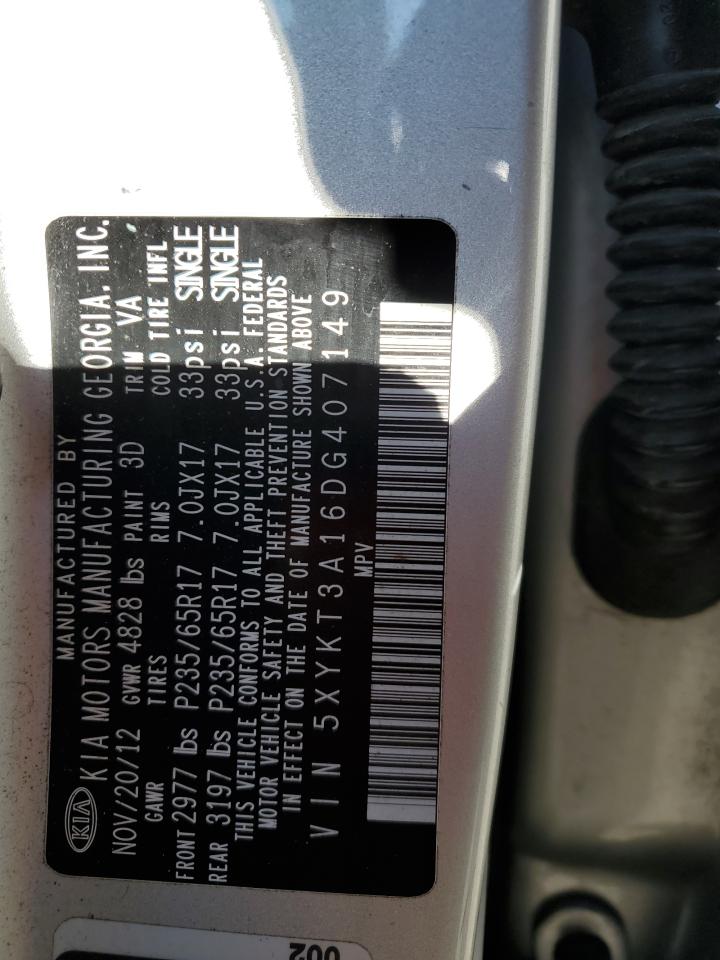 MANUFACTURED BY
KIA KIA MOTORS MANUFACTURING GEORGIA. INC.
NOV/20/12 GVWR 4828 lbs PAINT 3D TRIM VA
GAWR TIRES RIMS COLD TIRE INFL
FRONT 2977 lbs P235/65R17 7.0JX17 33psi SINGLE
REAR 3197 lbs P235/65R17 7.0JX17 33psi SINGLE
THIS VEHICLE CONFORMS TO ALL APPLICABLE U.S.A. FEDERAL
MOTOR VEHICLE SAFETY AND THEFT PREVENTION STANDARDS
IN EFFECT ON THE DATE OF MANUFACTURE SHOWN ABOVE
VIN 5XYKT3A16DG407149
MPV
002